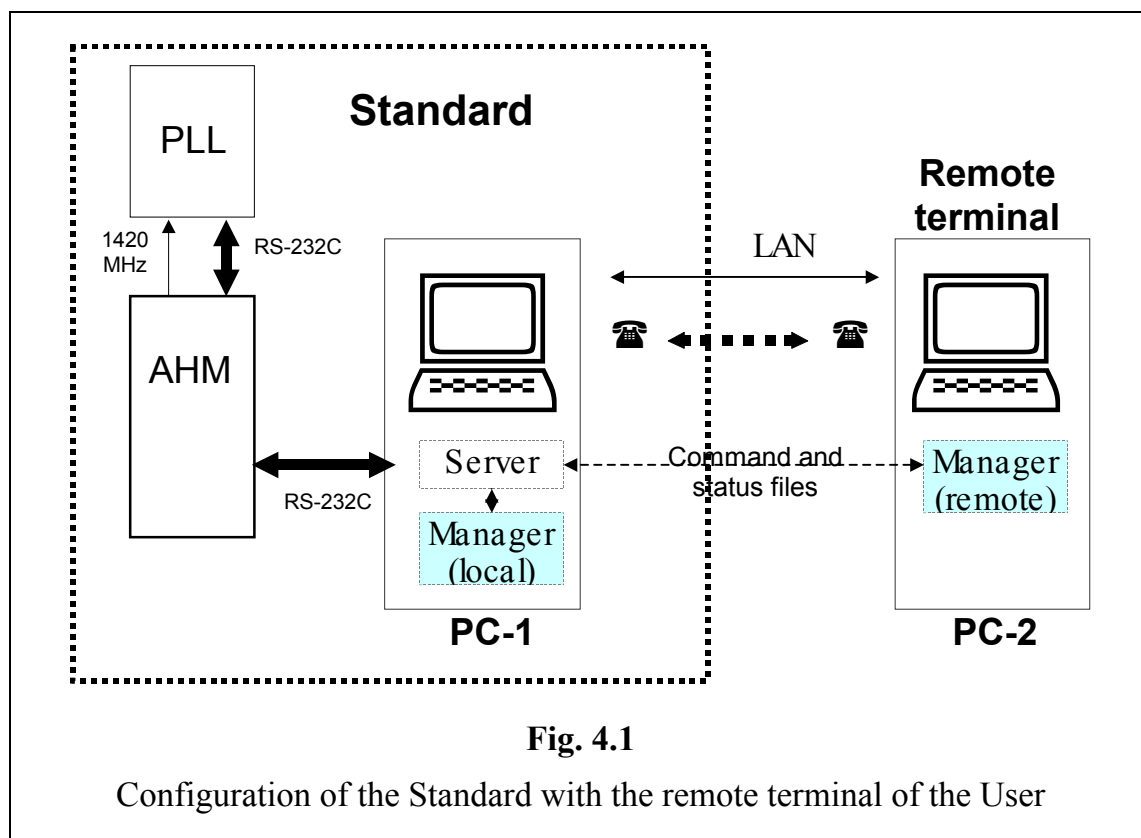 Standard
PLL
1420
MHz
RS-232C
AHM
RS-232C
Server
Manager
(local)
PC-1
LAN
Command and
status files
Remote
terminal
Manager
(remote)
PC-2
Fig. 4.1
Configuration of the Standard with the remote terminal of the User